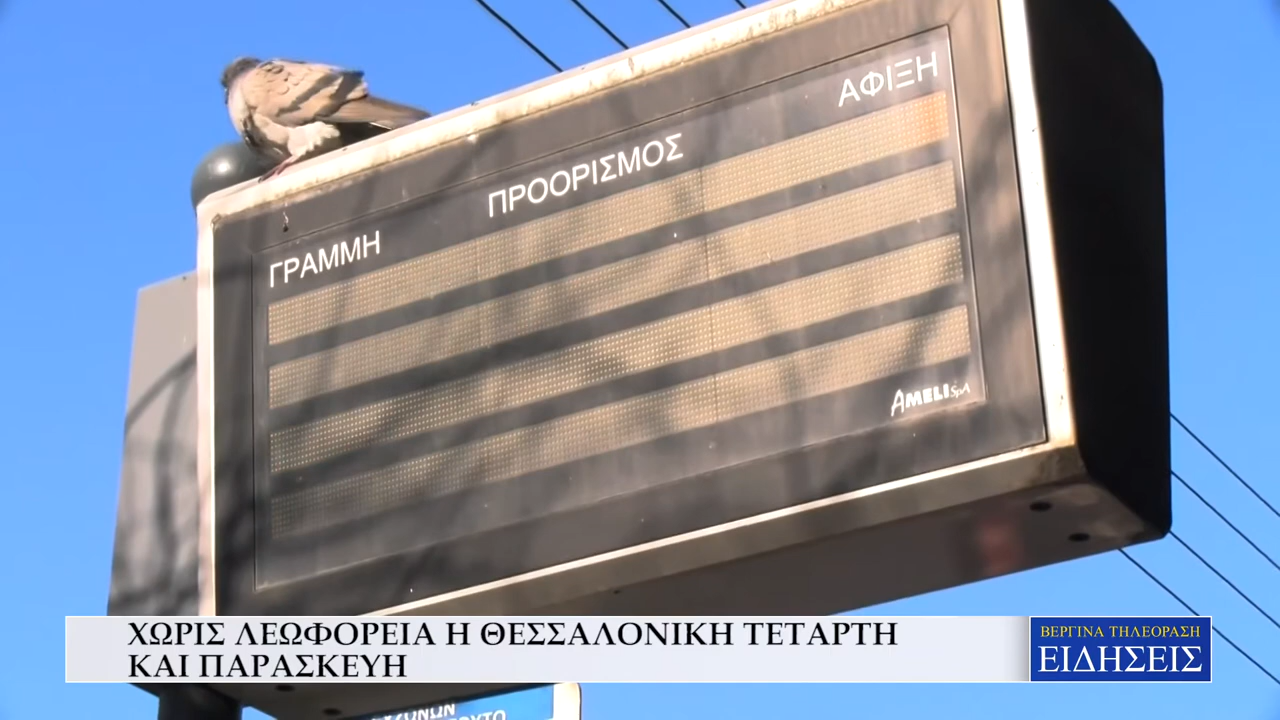 ΑΦΙΞΗ
ΠΡΟΟΡΙΣΜΟΣ
ΓΡΑΜΜΗ
AMELI SpA
ΧΩΡΙΣ ΛΕΩΦΟΡΕΙΑ Η ΘΕΣΣΑΛΟΝΙΚΗ ΤΕΤΑΡΤΗ
ΚΑΙ ΠΑΡΑΣΚΕΥΗ
ΒΕΡΓΙΝΑ ΤΗΛΕΟΡΑΣΗ
ΕΙΔΗΣΕΙΣ